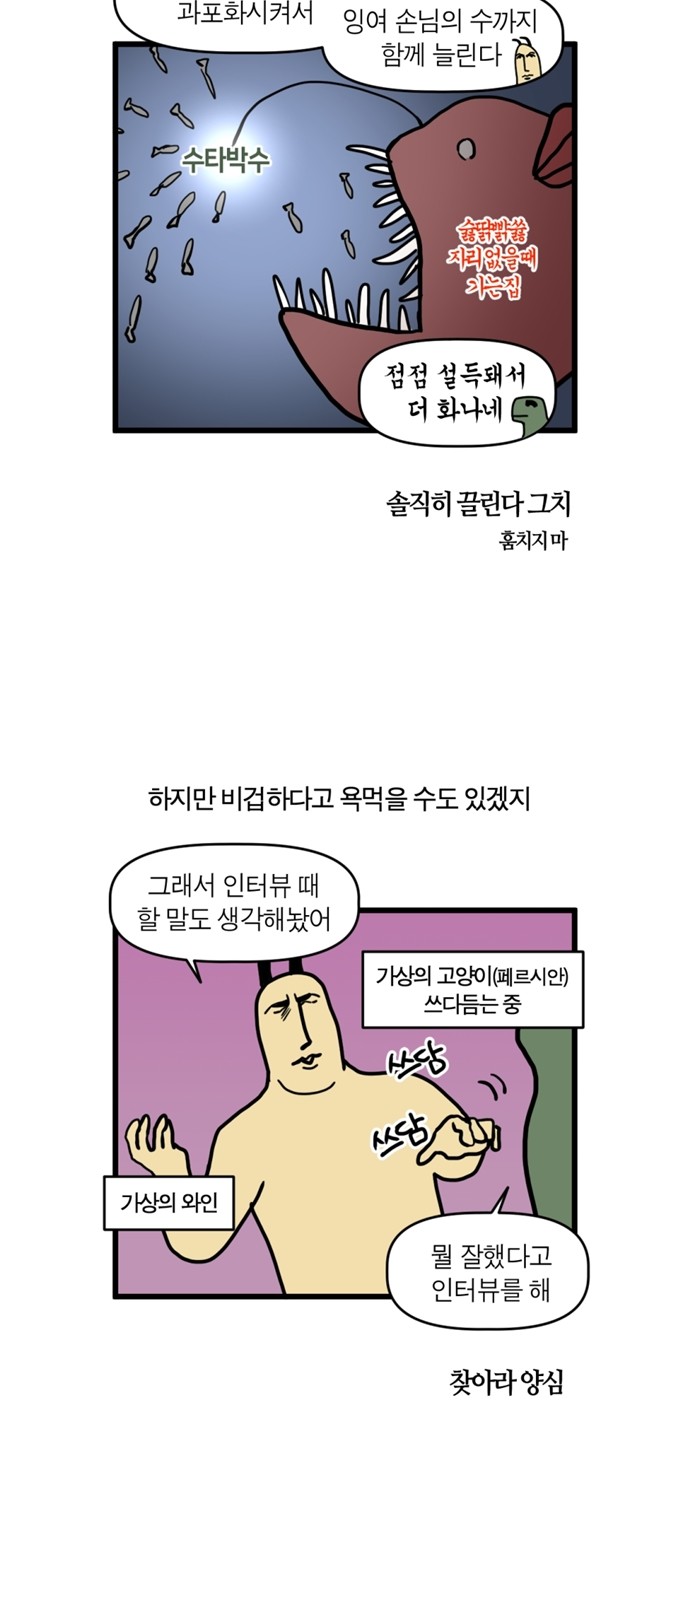 과포화시켜서
잉여 손님의 수까지
함께 늘린다
수타박수
자리없을때
가는집
점점 설득돼서
더 화나네
솔직히 끌린다 그치
훔치지 마
하지만 비겁하다고 욕먹을 수도 있겠지
그래서 인터뷰 때
할 말도 생각해놨어
가상의 고양이(페르시안)
쓰다듬는 중
쓰담
쓰담
가상의 와인
뭘 잘했다고
인터뷰를 해
찾아라 양심